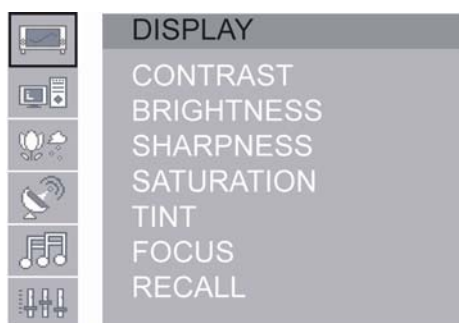 DISPLAY
CONTRAST
BRIGHTNESS
SHARPNESS
SATURATION
TINT
FOCUS
RECALL